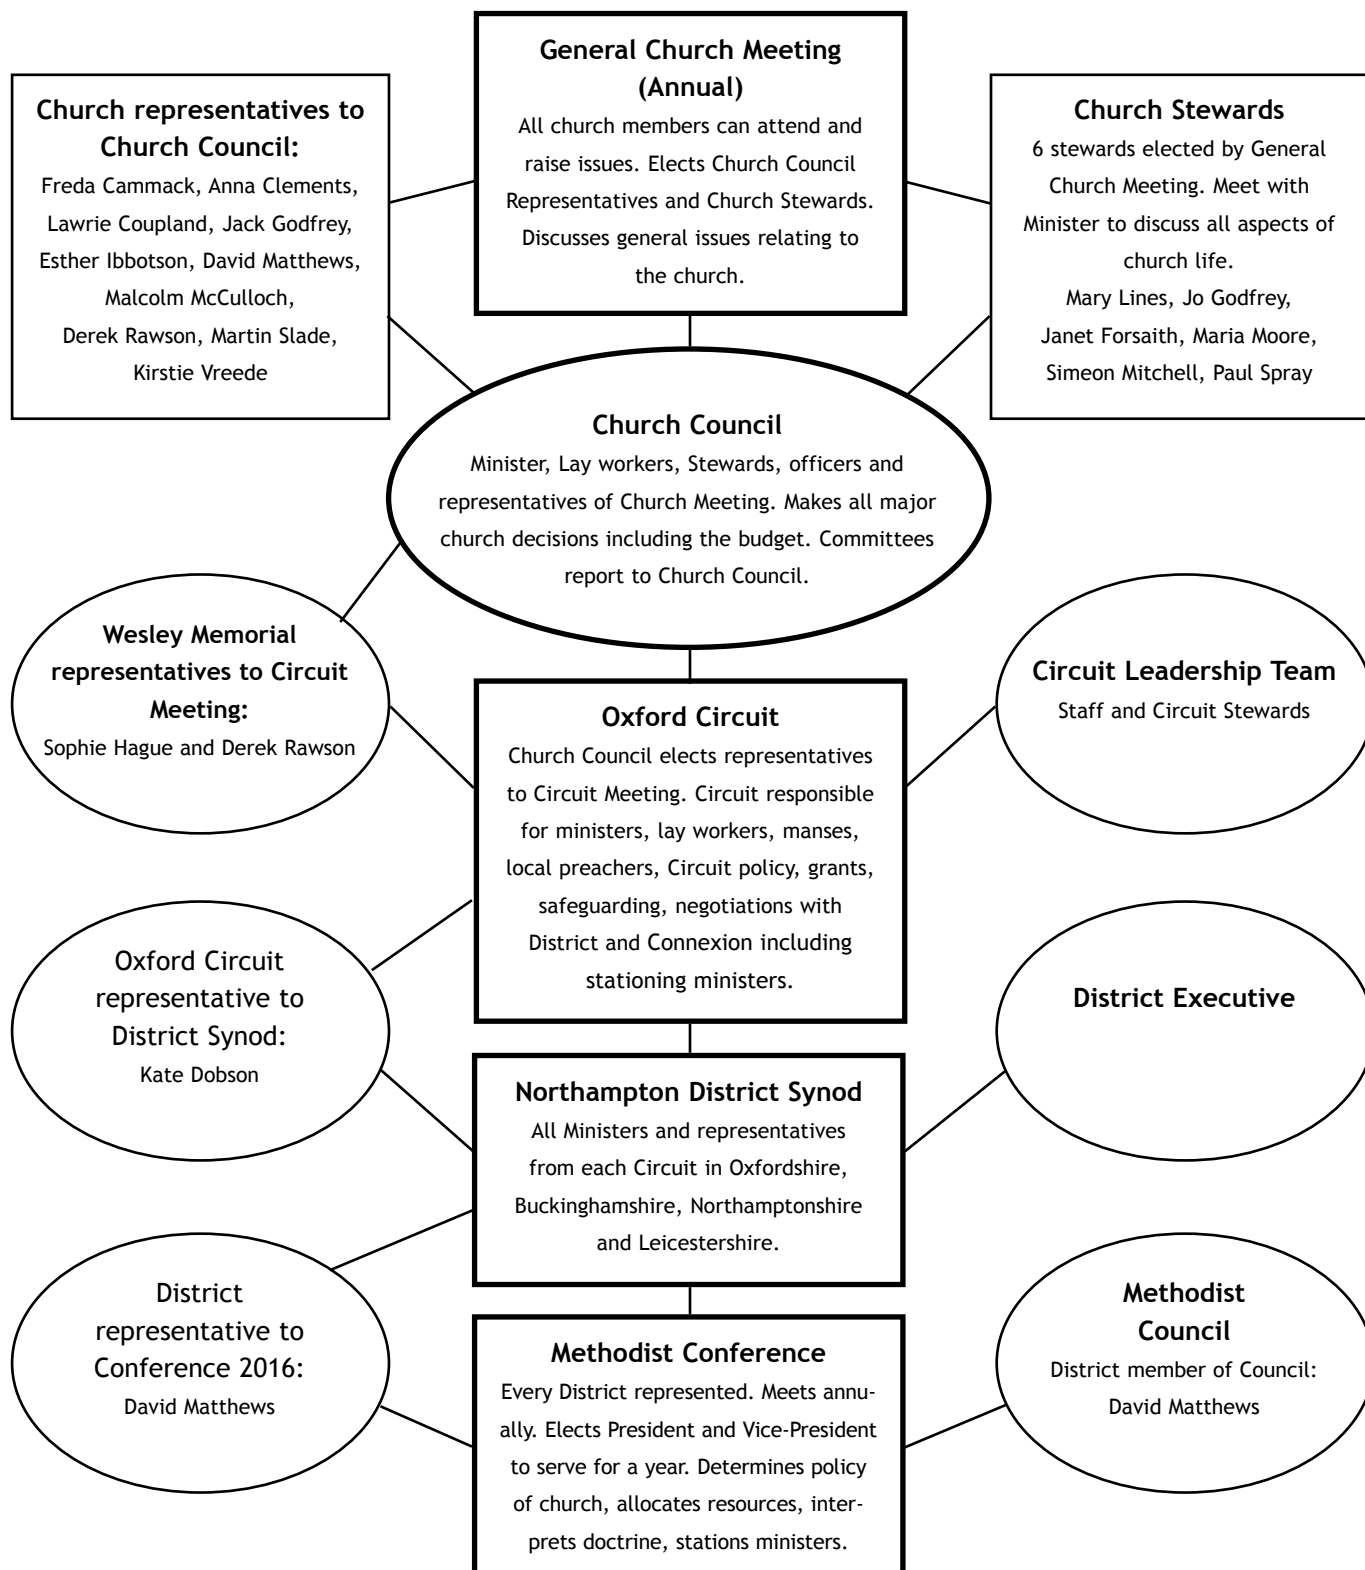 General Church Meeting
(Annual)
All church members can attend and
raise issues. Elects Church Council
Representatives and Church Stewards.
Discusses general issues relating to
the church.
Church representatives to
Church Council:
Freda Cammack, Anna Clements,
Lawrie Coupland, Jack Godfrey,
Esther Ibbotson, David Matthews,
Malcolm McCulloch,
Derek Rawson, Martin Slade,
Kirstie Vreede
Church Stewards
6 stewards elected by General
Church Meeting. Meet with
Minister to discuss all aspects of
church life.
Mary Lines, Jo Godfrey,
Janet Forsaith, Maria Moore,
Simeon Mitchell, Paul Spray
Church Council
Minister, Lay workers, Stewards, officers and
representatives of Church Meeting. Makes all major
church decisions including the budget. Committees
report to Church Council.
Wesley Memorial
representatives to Circuit
Meeting:
Sophie Hague and Derek Rawson
Oxford Circuit
Church Council elects representatives
to Circuit Meeting. Circuit responsible
for ministers, lay workers, manses,
local preachers, Circuit policy, grants,
safeguarding, negotiations with
District and Connexion including
stationing ministers.
Circuit Leadership Team
Staff and Circuit Stewards
Oxford Circuit
representative to
District Synod:
Kate Dobson
District Executive
Northampton District Synod
All Ministers and representatives
from each Circuit in Oxfordshire,
Buckinghamshire, Northamptonshire
and Leicestershire.
District
representative to
Conference 2016:
David Matthews
Methodist Conference
Every District represented. Meets annu-
ally. Elects President and Vice-President
to serve for a year. Determines policy
of church, allocates resources, inter-
prets doctrine, stations ministers.
Methodist
Council
District member of Council:
David Matthews